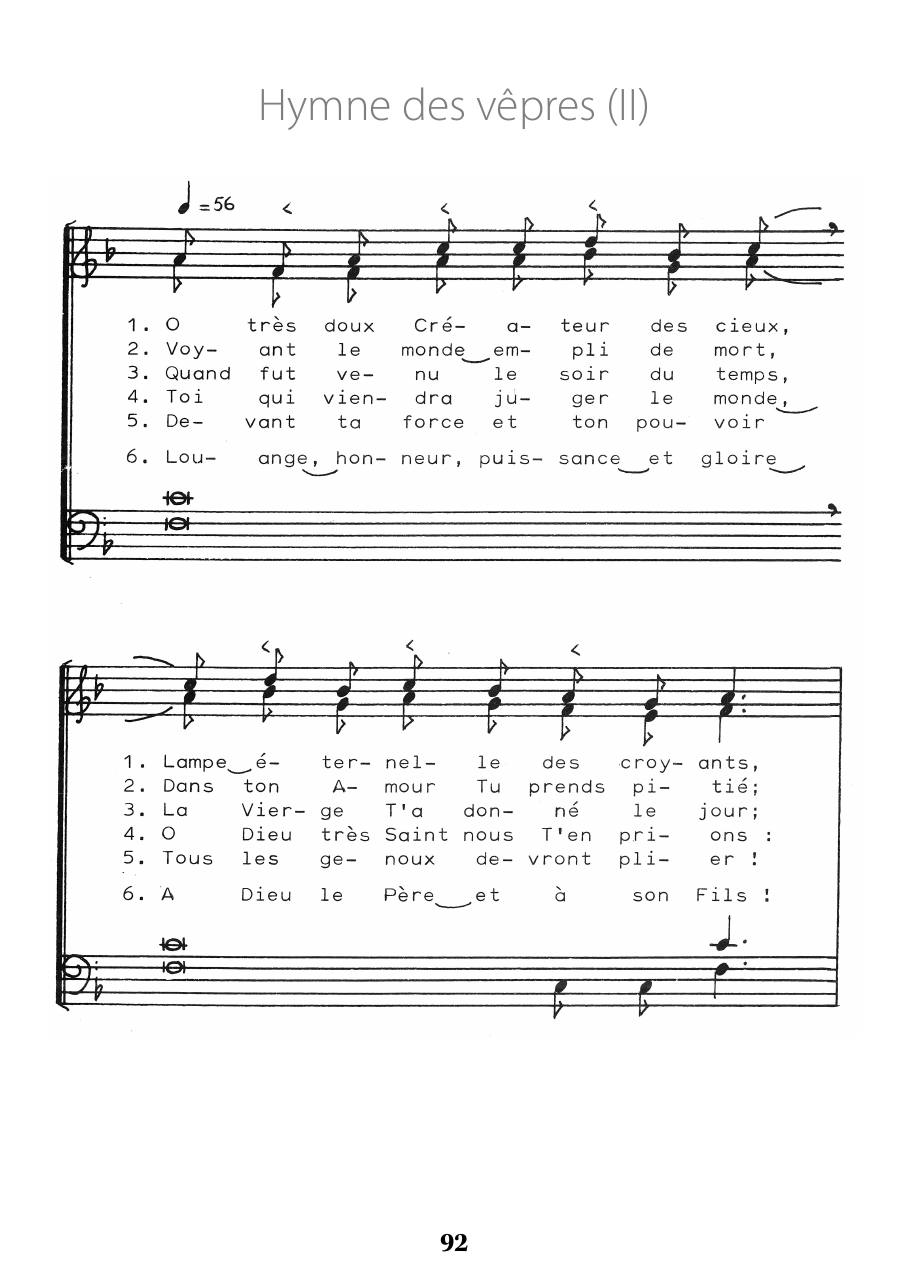 Hymne des vêpres (II)
= 56
1. O très doux Cré- a- teur des cieux,
2. Voy- ant le monde em- pli de mort,
3. Quand fut ve- nu le soir du temps,
4. Toi qui vien- dra ju- ger le monde,
5. De- vant ta force et ton pou- voir
6. Lou- ange, hon- neur, puis- sance et gloire
1. Lampe é- ter- nel- le des croy- ants,
2. Dans ton A- mour Tu prends pi- tié;
3. La Vier- ge T'a don- né le jour;
4. O Dieu très Saint nous T'en pri- ons :
5. Tous les ge- noux de- vront pli- er !
6. A Dieu le Père et à son Fils !
92